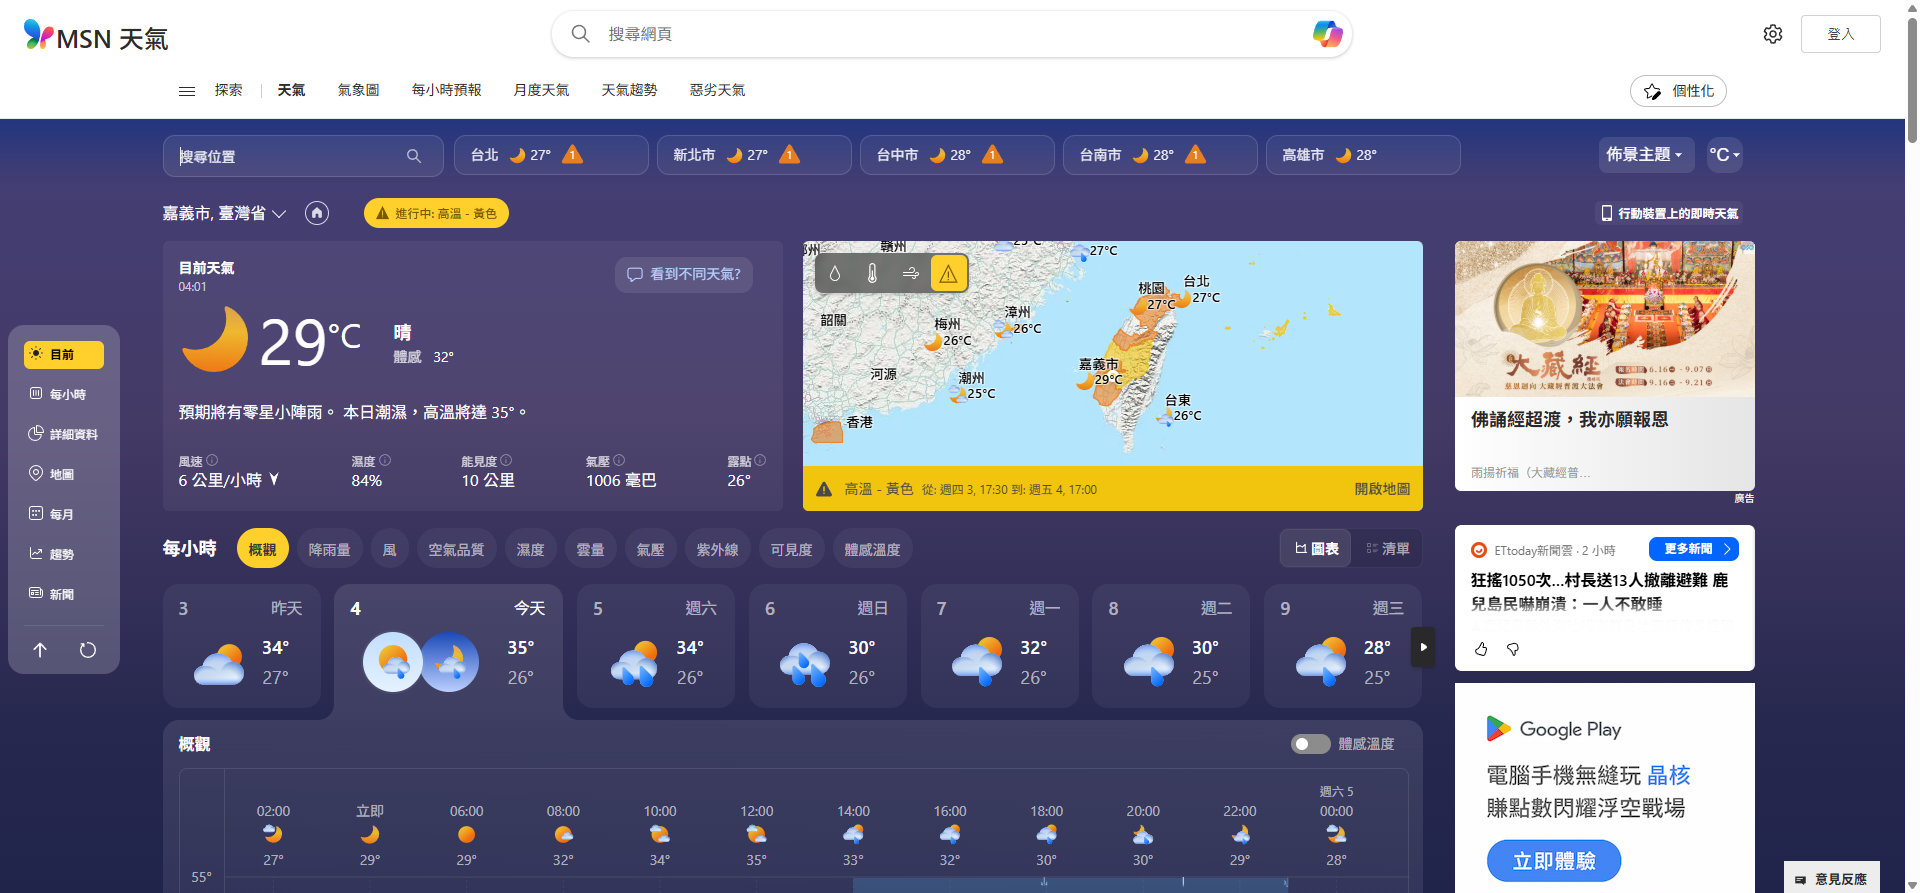 MSN 天氣
搜尋網頁
登入
探索
天氣
氣象圖
每小時預報
月度天氣
天氣趨勢
惡劣天氣
個性化
搜尋位置
台北 27° 1
新北市 27° 1
台中市 28° 1
台南市 28° 1
高雄市 28°
佈景主題
°C
嘉義市, 臺灣省
進行中: 高溫 - 黃色
行動裝置上的即時天氣
目前天氣
04:01
看到不同天氣?
29°C
晴
體感 32°
預期將有零星小陣雨。 本日潮濕，高溫將達 35°。
風速
6 公里/小時
濕度
84%
能見度
10 公里
氣壓
1006 毫巴
露點
26°
贛州
27°C
韶關
梅州
26°C
漳州
26°C
河源
潮州
25°C
香港
桃園
27°C
台北
27°C
嘉義市
29°C
台東
26°C
高溫 - 黃色 從: 週四 3, 17:30 到: 週五 4, 17:00
開啟地圖
目前
每小時
詳細資料
地圖
每月
趨勢
新聞
大藏經
6.16 - 9.07
9.16 - 9.21
佛誦經超渡，我亦願報恩
雨揚祈福（大藏經普...
廣告
每小時
概觀
降雨量
風
空氣品質
濕度
雲量
氣壓
紫外線
可見度
體感溫度
圖表
清單
3 昨天
34°
27°
4 今天
35°
26°
5 週六
34°
26°
6 週日
30°
26°
7 週一
32°
26°
8 週二
30°
25°
9 週三
28°
25°
ETtoday新聞雲 · 2 小時
更多新聞
狂搖1050次...村長送13人撤離避難 鹿
兒島民嚇崩潰：一人不敢睡
概觀
體感溫度
週六 5
02:00 立即 06:00 08:00 10:00 12:00 14:00 16:00 18:00 20:00 22:00 00:00
27° 29° 29° 32° 34° 35° 33° 32° 30° 30° 29° 28°
55°
Google Play
電腦手機無縫玩 晶核
賺點數閃耀浮空戰場
立即體驗
意見反應